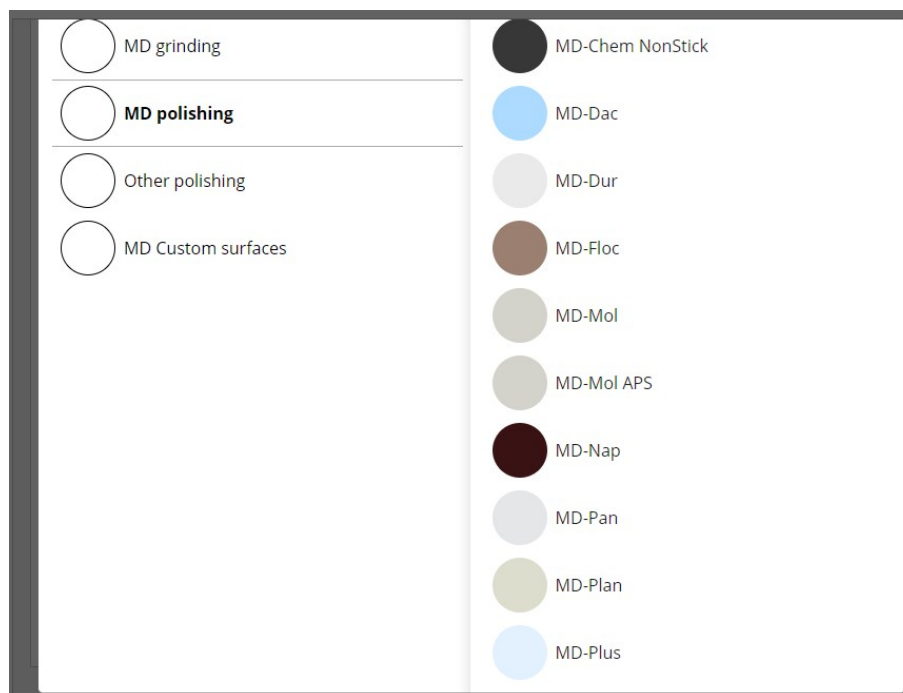 MD grinding
MD polishing
Other polishing
MD Custom surfaces
MD-Chem NonStick
MD-Dac
MD-Dur
MD-Floc
MD-Mol
MD-Mol APS
MD-Nap
MD-Pan
MD-Plan
MD-Plus